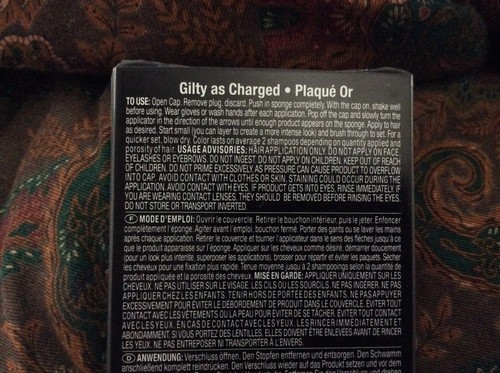 Gilty as Charged • Plaqué Or
TO USE: Open Cap. Remove plug, discard. Push in sponge completely. With the cap on, shake well
before using. Wear gloves or wash hands after each application. Pop off the cap and slowly turn the
applicator in the direction of the arrows until enough product appears on the sponge. Apply to hair
as desired. Start small (you can layer to create a more intense look) and brush through to set. For a
quicker set, blow dry. Color lasts on average 2 shampoos depending on quantity applied and
porosity of hair. USAGE ADVISORIES: HAIR APPLICATION ONLY. DO NOT APPLY ON FACE,
EYELASHES OR EYEBROWS. DO NOT INGEST. DO NOT APPLY ON CHILDREN. KEEP OUT OF REACH
OF CHILDREN. DO NOT PRIME EXCESSIVELY, AS PRESSURE CAN CAUSE PRODUCT TO OVERFLOW
INTO CAP. AVOID CONTACT WITH CLOTHES OR SKIN, STAINING COULD OCCUR DURING THE
APPLICATION. AVOID CONTACT WITH EYES. IF PRODUCT GETS INTO EYES, RINSE IMMEDIATELY. IF
YOU ARE WEARING CONTACT LENSES, THEY SHOULD BE REMOVED BEFORE RINSING THE EYES.
DO NOT STORE OR TRANSPORT INVERTED.
F MODE D'EMPLOI: Ouvrir le couvercle. Retirer le bouchon intérieur, puis le jeter. Enfoncer
complètement l'éponge. Agiter avant l'emploi, bouchon fermé. Porter des gants ou se laver les mains
après chaque application. Retirer le couvercle et tourner l'applicateur dans le sens des flèches jusqu'à ce
que le produit apparaisse sur l'éponge. Appliquer sur les cheveux comme désiré, démarrer doucement
pour un look plus intense, superposer les applications), brosser pour répartir et éviter les paquets. Sécher
les cheveux pour une fixation plus rapide. Tenue moyenne jusqu'à 2 shampooings selon la quantité de
produit appliquée et la porosité des cheveux. MISE EN GARDE: APPLIQUER UNIQUEMENT SUR LES
CHEVEUX. NE PAS UTILISER SUR LE VISAGE, LES CILS OU LES SOURCILS. NE PAS INGÉRER. NE PAS
APPLIQUER CHEZ LES ENFANTS. TENIR HORS DE PORTÉE DES ENFANTS. NE PAS APPUYER
EXCESSIVEMENT POUR ÉVITER LE DÉBORDEMENT DE PRODUIT DANS LE COUVERCLE. ÉVITER TOUT
CONTACT AVEC LES VÊTEMENTS OU LA PEAU POUR ÉVITER DE SE TÂCHER. ÉVITER TOUT CONTACT
AVEC LES YEUX. EN CAS DE CONTACT AVEC LES YEUX, LES RINCER IMMÉDIATEMENT ET
ABONDAMMENT. SI VOUS PORTEZ DES LENTILLES, ELLES DOIVENT ÊTRE ENLEVÉES AVANT DE RINCER
LES YEUX. NE PAS ENTREPOSER NI TRANSPORTER À L'ENVERS.
D ANWENDUNG: Verschluss öffnen. Den Stopfen entfernen und entsorgen. Den Schwamm
anschließend komplett reindrücken. Den Verschluss wieder auf das Produkt setzen und vor dem